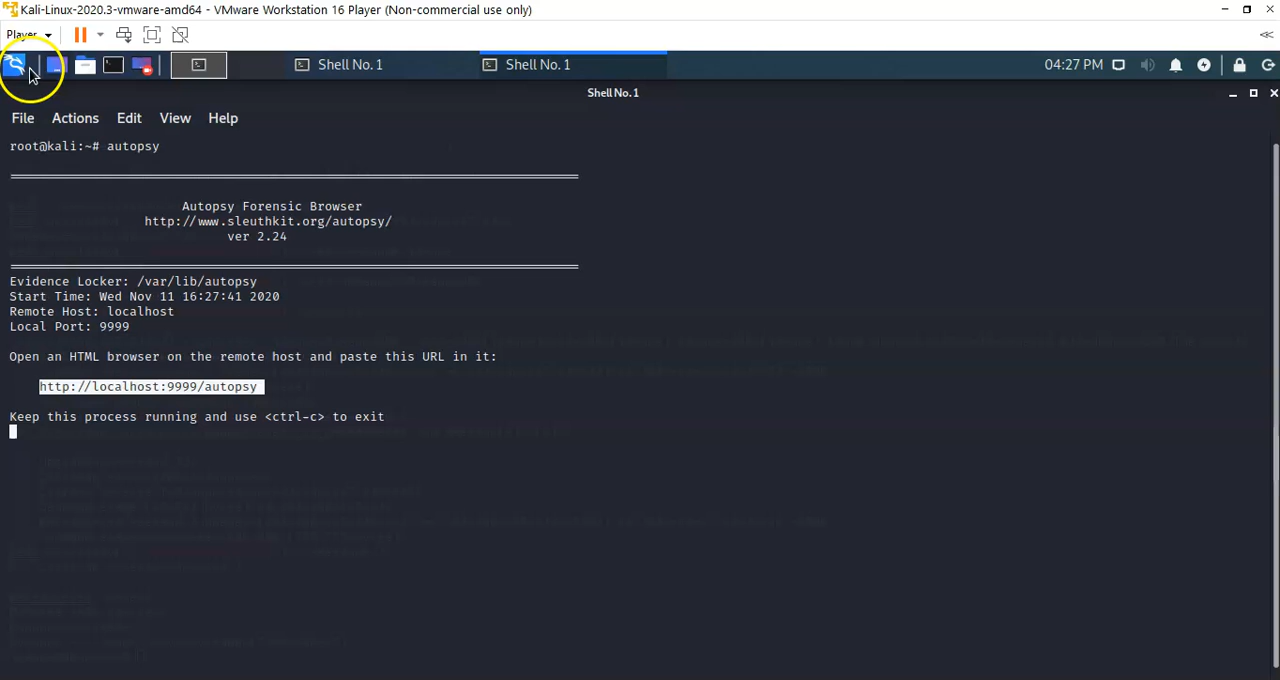 Kali-Linux-2020.3-vmware-amd64 - VMware Workstation 16 Player (Non-commercial use only)
Player
Shell No. 1
Shell No. 1
04:27 PM
Shell No. 1
File Actions Edit View Help
root@kali:~# autopsy
============================================================================
Autopsy Forensic Browser
http://www.sleuthkit.org/autopsy/
ver 2.24
============================================================================
Evidence Locker: /var/lib/autopsy
Start Time: Wed Nov 11 16:27:41 2020
Remote Host: localhost
Local Port: 9999
Open an HTML browser on the remote host and paste this URL in it:
http://localhost:9999/autopsy
Keep this process running and use <ctrl-c> to exit